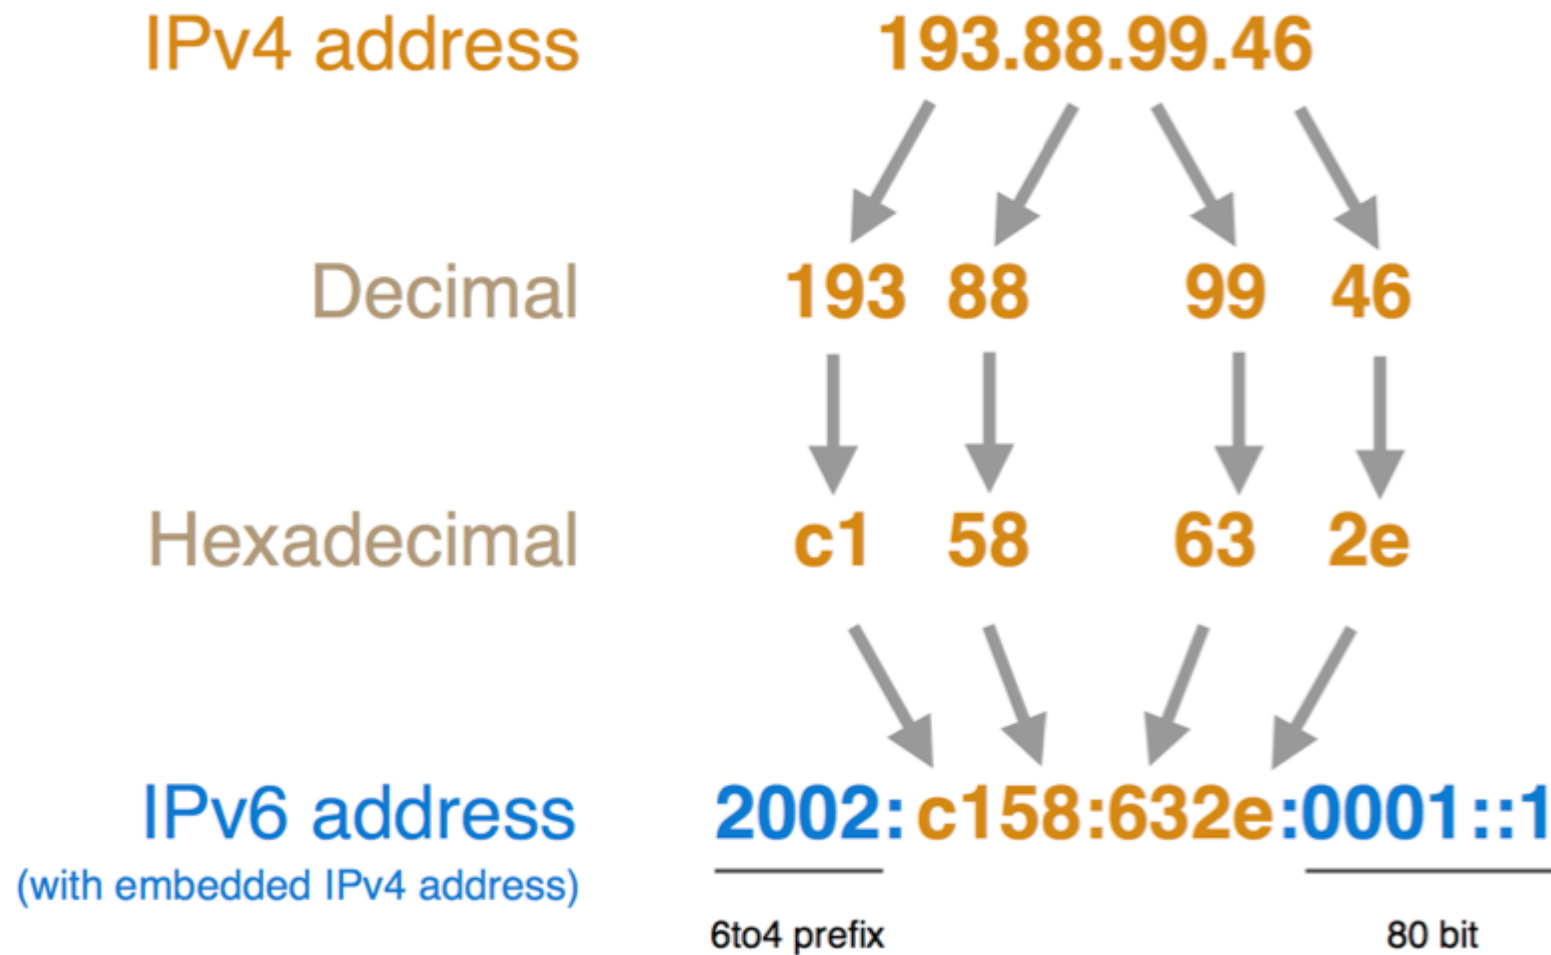 IPv4 address 193.88.99.46
Decimal 193 88 99 46
Hexadecimal c1 58 63 2e
IPv6 address 2002:c158:632e:0001::1
(with embedded IPv4 address)
6to4 prefix 80 bit